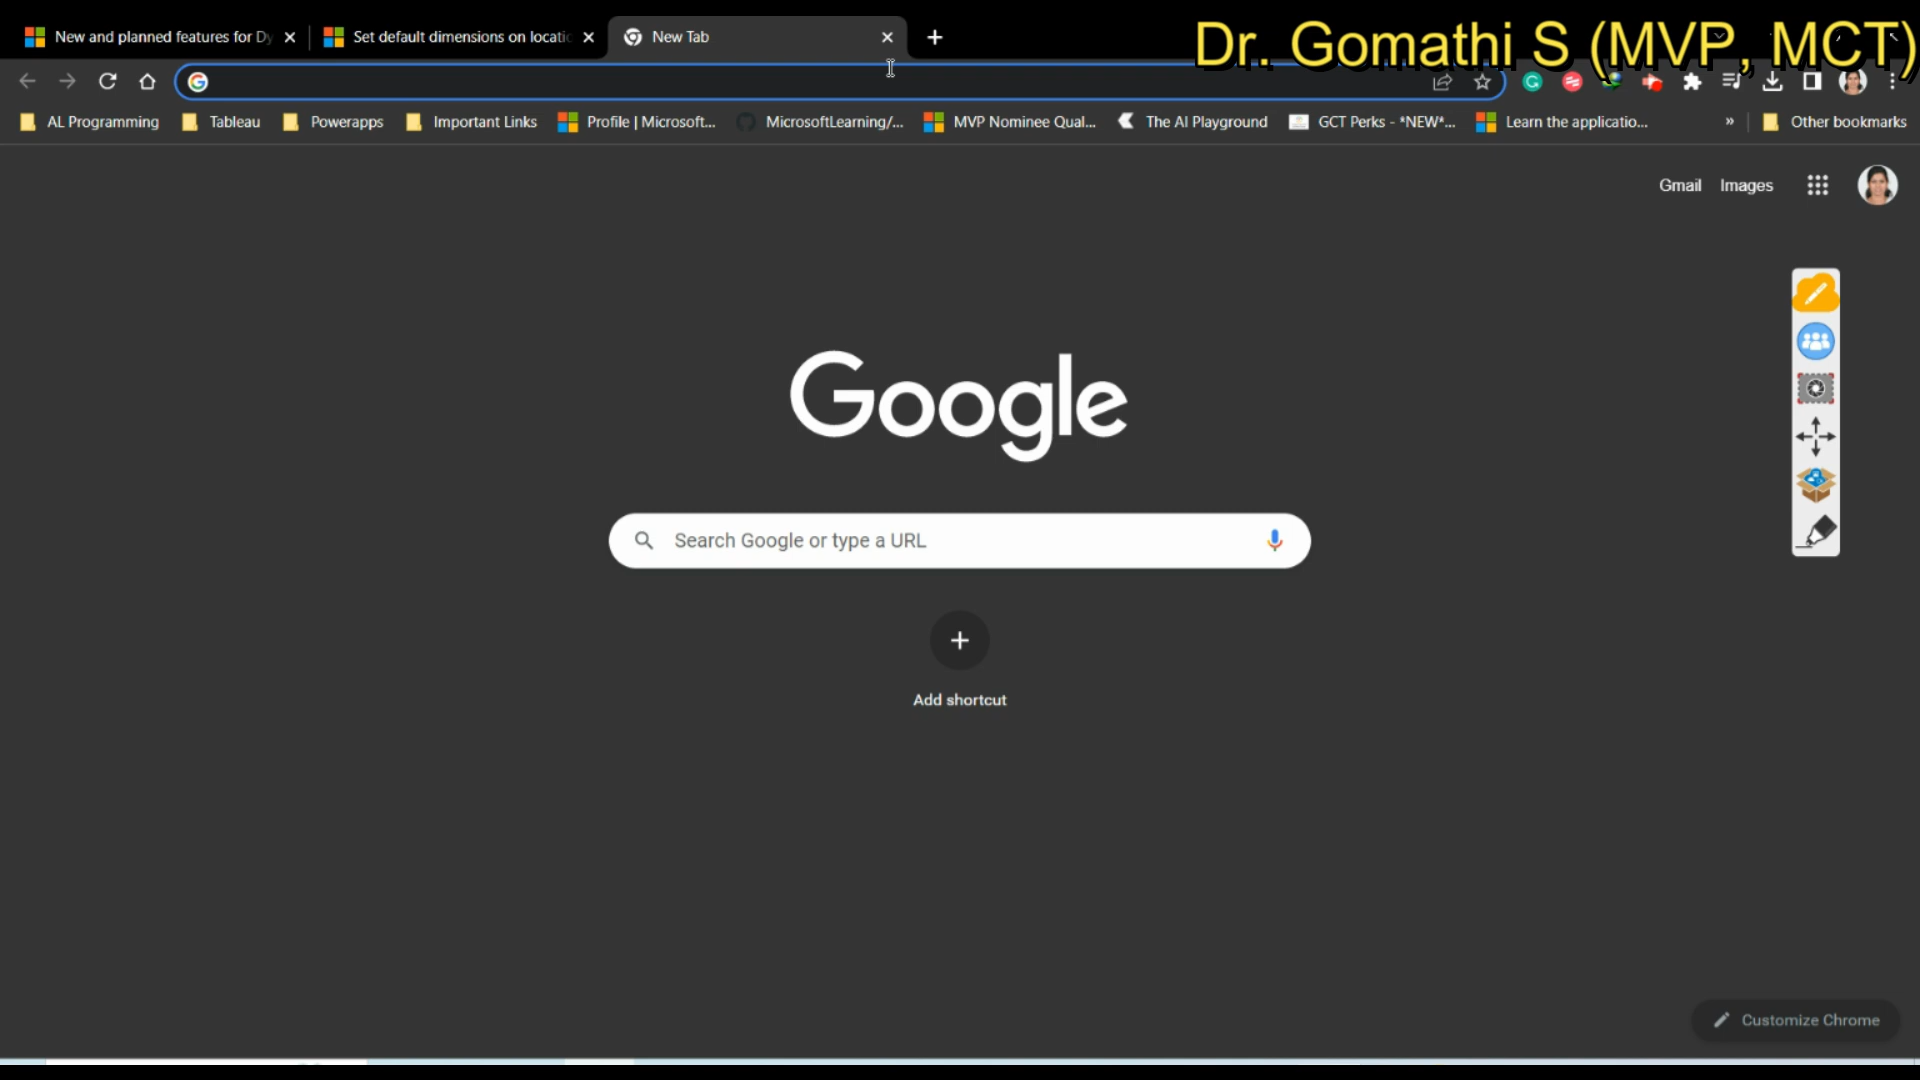 New and planned features for Dy
Set default dimensions on locatio
New Tab
Dr. Gomathi S (MVP, MCT)
AL Programming
Tableau
Powerapps
Important Links
Profile | Microsoft...
MicrosoftLearning/...
MVP Nominee Qual...
The AI Playground
GCT Perks - *NEW*...
Learn the applicatio...
»
Other bookmarks
Gmail
Images
Google
Search Google or type a URL
Add shortcut
Customize Chrome